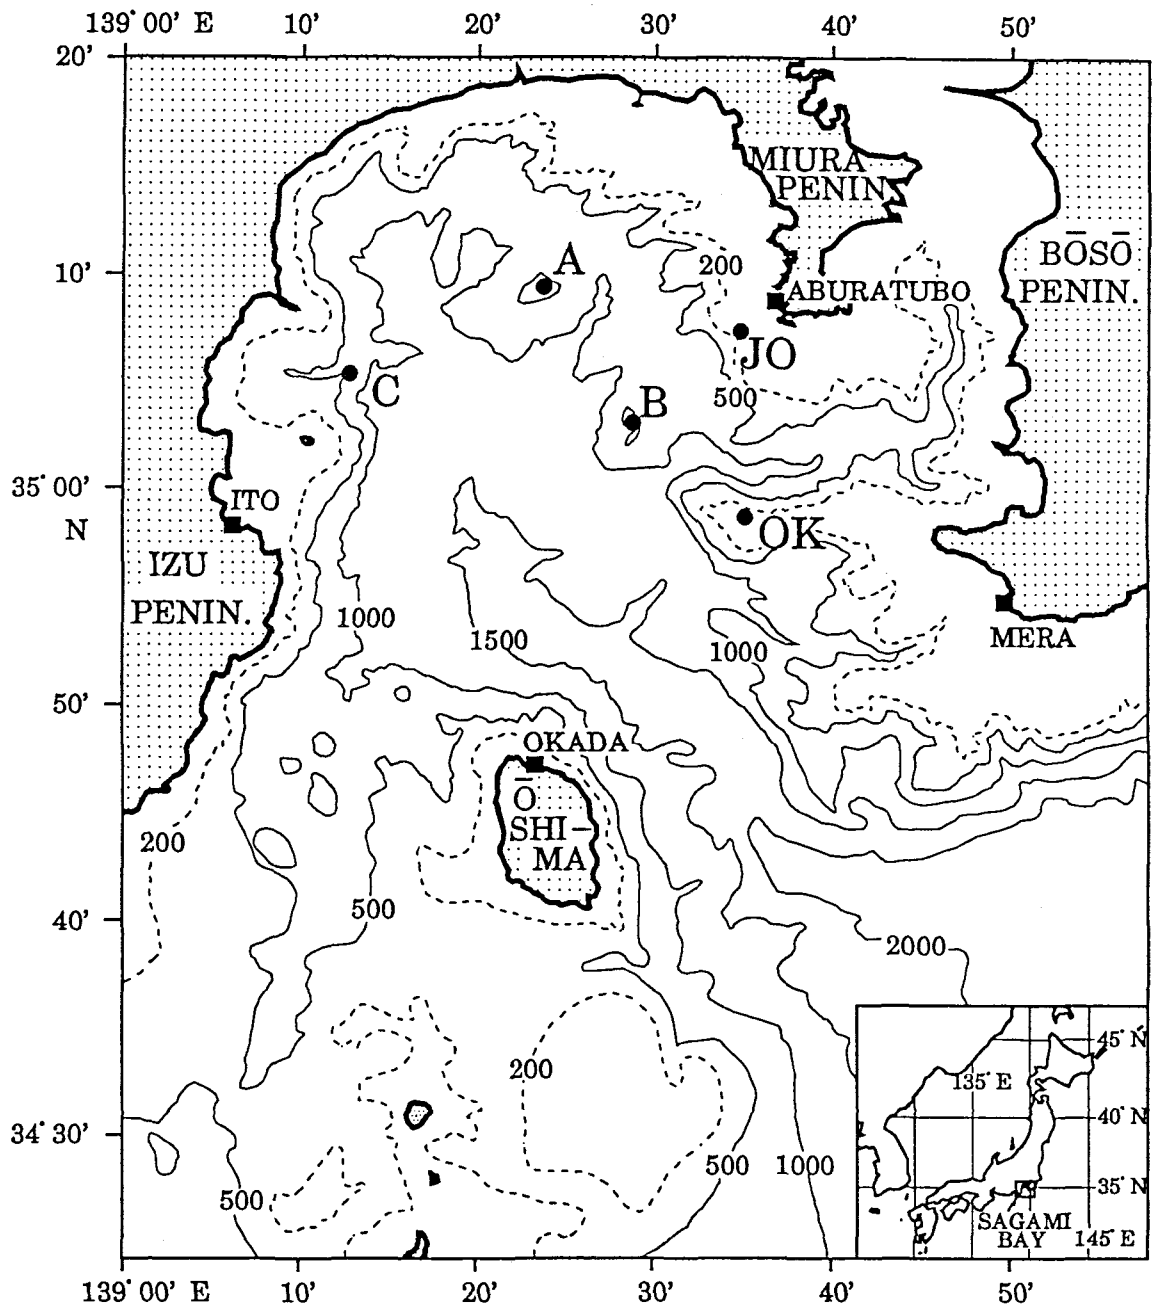 139° 00' E 10' 20' 30' 40' 50'
20'
MIURA
PENIN.
BŌSŌ
PENIN.
10'
A
200
ABURATUBO
JO
C
B
500
35° 00'
N
ITO
OK
IZU
PENIN.
1000
1500
1000
MERA
50'
OKADA
Ō
SHI–
MA
200
500
40'
2000
200
45° N
135° E
40° N
34° 30'
500
1000
35° N
500
SAGAMI
BAY
145° E
139° 00' E 10' 20' 30' 40' 50'